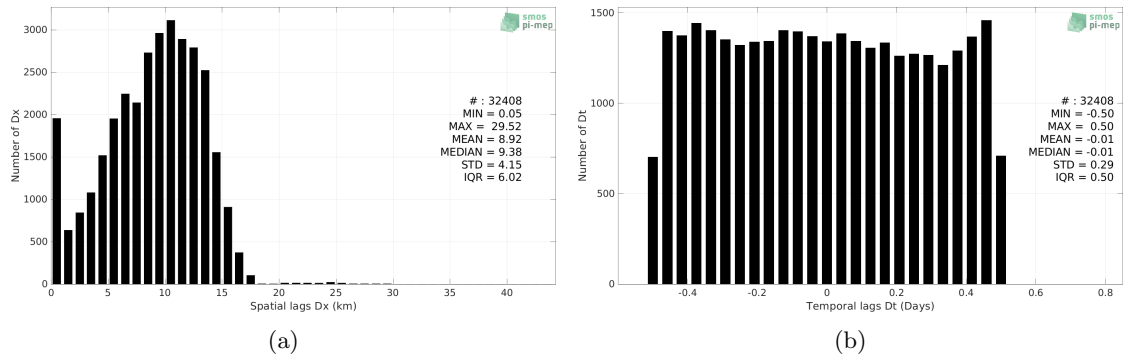 smos
pi-mep
3000
2500
2000
1500
1000
500
0
Number of Dx
# : 32408
MIN = 0.05
MAX = 29.52
MEAN = 8.92
MEDIAN = 9.38
STD = 4.15
IQR = 6.02
0 5 10 15 20 25 30 35 40
Spatial lags Dx (km)
(a)
smos
pi-mep
1500
1000
500
0
Number of Dt
# : 32408
MIN = -0.50
MAX = 0.50
MEAN = -0.01
MEDIAN = -0.01
STD = 0.29
IQR = 0.50
-0.4 -0.2 0 0.2 0.4 0.6 0.8
Temporal lags Dt (Days)
(b)